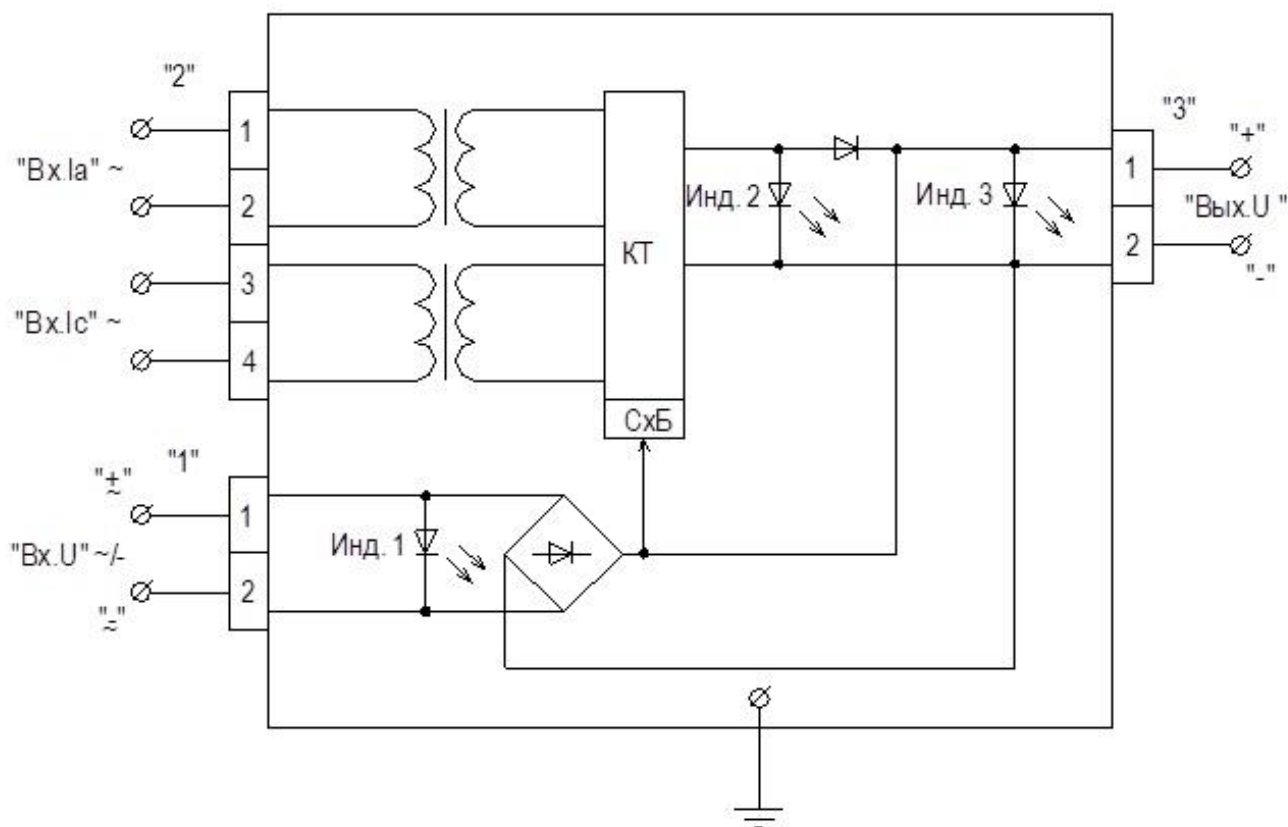 "2"
1
"Вх.Ia" ~
2
3
"Вх.Ic" ~
4
КТ
СхБ
Инд. 2
Инд. 3
"3"
"+"
1
"Вых.U "
2
"-"
"1"
"±"
~
1
"Вх.U" ~/-
Инд. 1
2
"-"
~